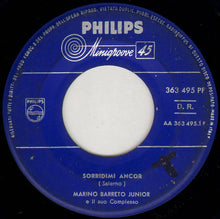 PHILIPS
Minigroove 45
363 495 PF
D. R.
AA 363 495.1 F
PHILIPS
SORRIDIMI ANCOR
(Salerno)
MARINO BARRETO JUNIOR
e il suo Complesso